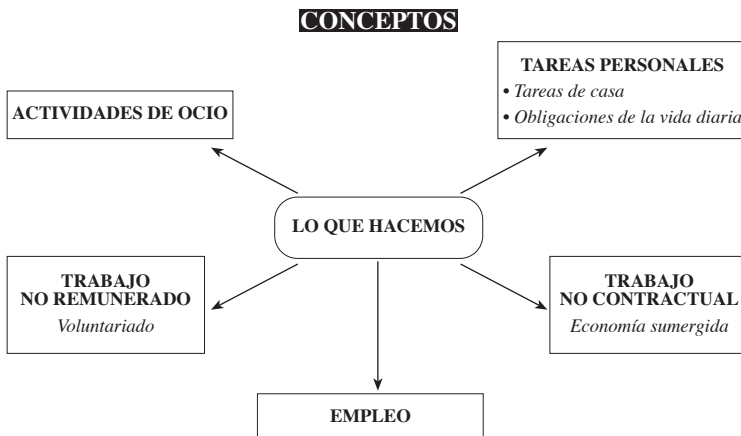 CONCEPTOS
ACTIVIDADES DE OCIO
TAREAS PERSONALES
• Tareas de casa
• Obligaciones de la vida diaria
LO QUE HACEMOS
TRABAJO
NO REMUNERADO
Voluntariado
TRABAJO
NO CONTRACTUAL
Economía sumergida
EMPLEO